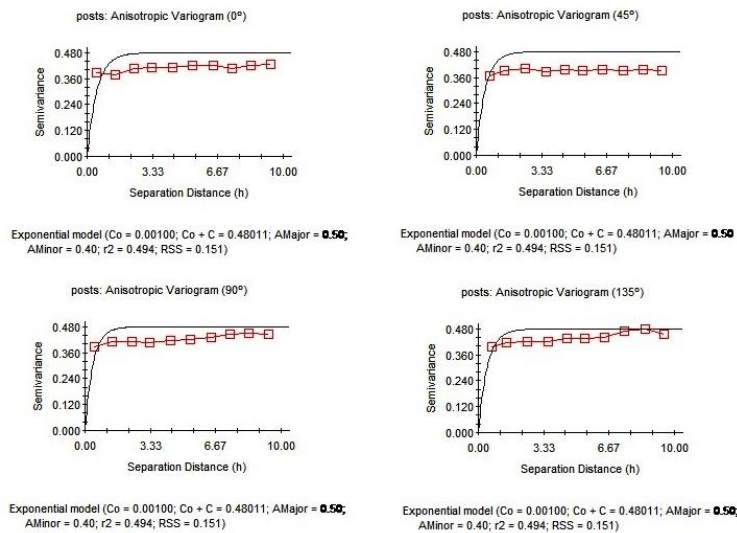 posts: Anisotropic Variogram (0º)
0.480
0.360
0.240
0.120
0.000
Semivariance
0.00 3.33 6.67 10.00
Separation Distance (h)
Exponential model (Co = 0.00100; Co + C = 0.48011; AMajor = 0.50;
AMinor = 0.40; r2 = 0.494; RSS = 0.151)
posts: Anisotropic Variogram (45º)
0.480
0.360
0.240
0.120
0.000
Semivariance
0.00 3.33 6.67 10.00
Separation Distance (h)
Exponential model (Co = 0.00100; Co + C = 0.48011; AMajor = 0.50
AMinor = 0.40; r2 = 0.494; RSS = 0.151)
posts: Anisotropic Variogram (90º)
0.480
0.360
0.240
0.120
0.000
Semivariance
0.00 3.33 6.67 10.00
Separation Distance (h)
Exponential model (Co = 0.00100; Co + C = 0.48011; AMajor = 0.50;
AMinor = 0.40; r2 = 0.494; RSS = 0.151)
posts: Anisotropic Variogram (135º)
0.480
0.360
0.240
0.120
0.000
Semivariance
0.00 3.33 6.67 10.00
Separation Distance (h)
Exponential model (Co = 0.00100; Co + C = 0.48011; AMajor = 0.50;
AMinor = 0.40; r2 = 0.494; RSS = 0.151)